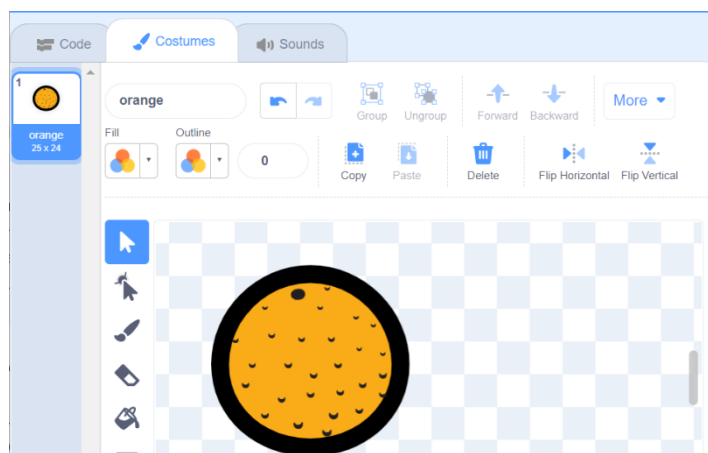 Code
Costumes
Sounds
1
orange
25 x 24
orange
Group
Ungroup
Forward
Backward
More
Fill
Outline
0
Copy
Paste
Delete
Flip Horizontal
Flip Vertical